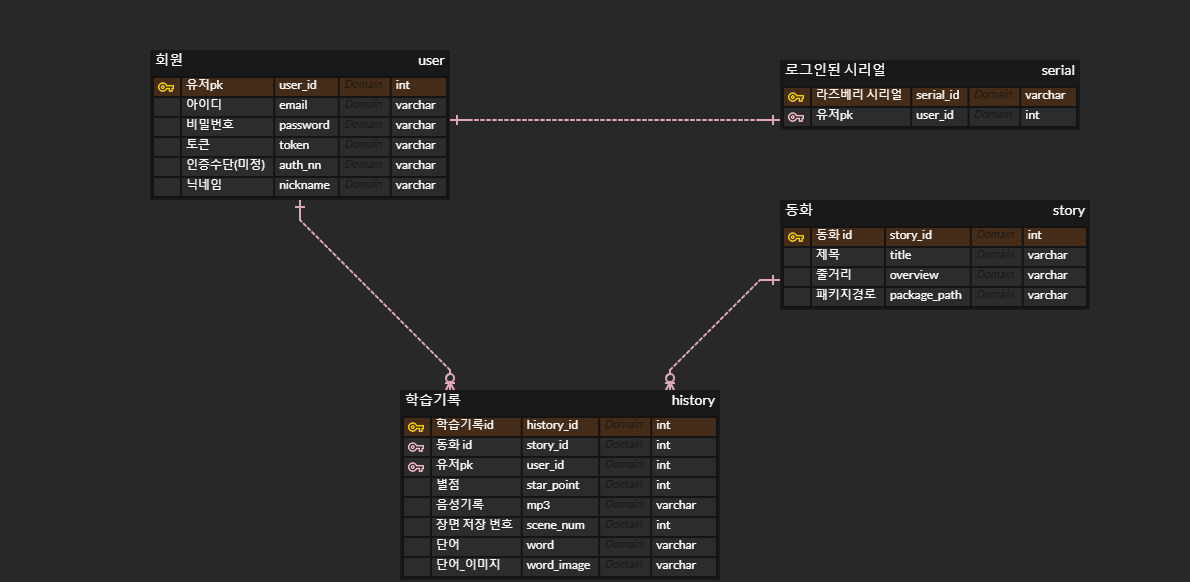 회원 user
유저pk user_id Domain int
아이디 email Domain varchar
비밀번호 password Domain varchar
토큰 token Domain varchar
인증수단(미정) auth_nn Domain varchar
닉네임 nickname Domain varchar
로그인된 시리얼 serial
라즈베리 시리얼 serial_id Domain varchar
유저pk user_id Domain int
동화 story
동화 id story_id Domain int
제목 title Domain varchar
줄거리 overview Domain varchar
패키지경로 package_path Domain varchar
학습기록 history
학습기록id history_id Domain int
동화 id story_id Domain int
유저pk user_id Domain int
별점 star_point Domain int
음성기록 mp3 Domain varchar
장면 저장 번호 scene_num Domain int
단어 word Domain varchar
단어_이미지 word_image Domain varchar